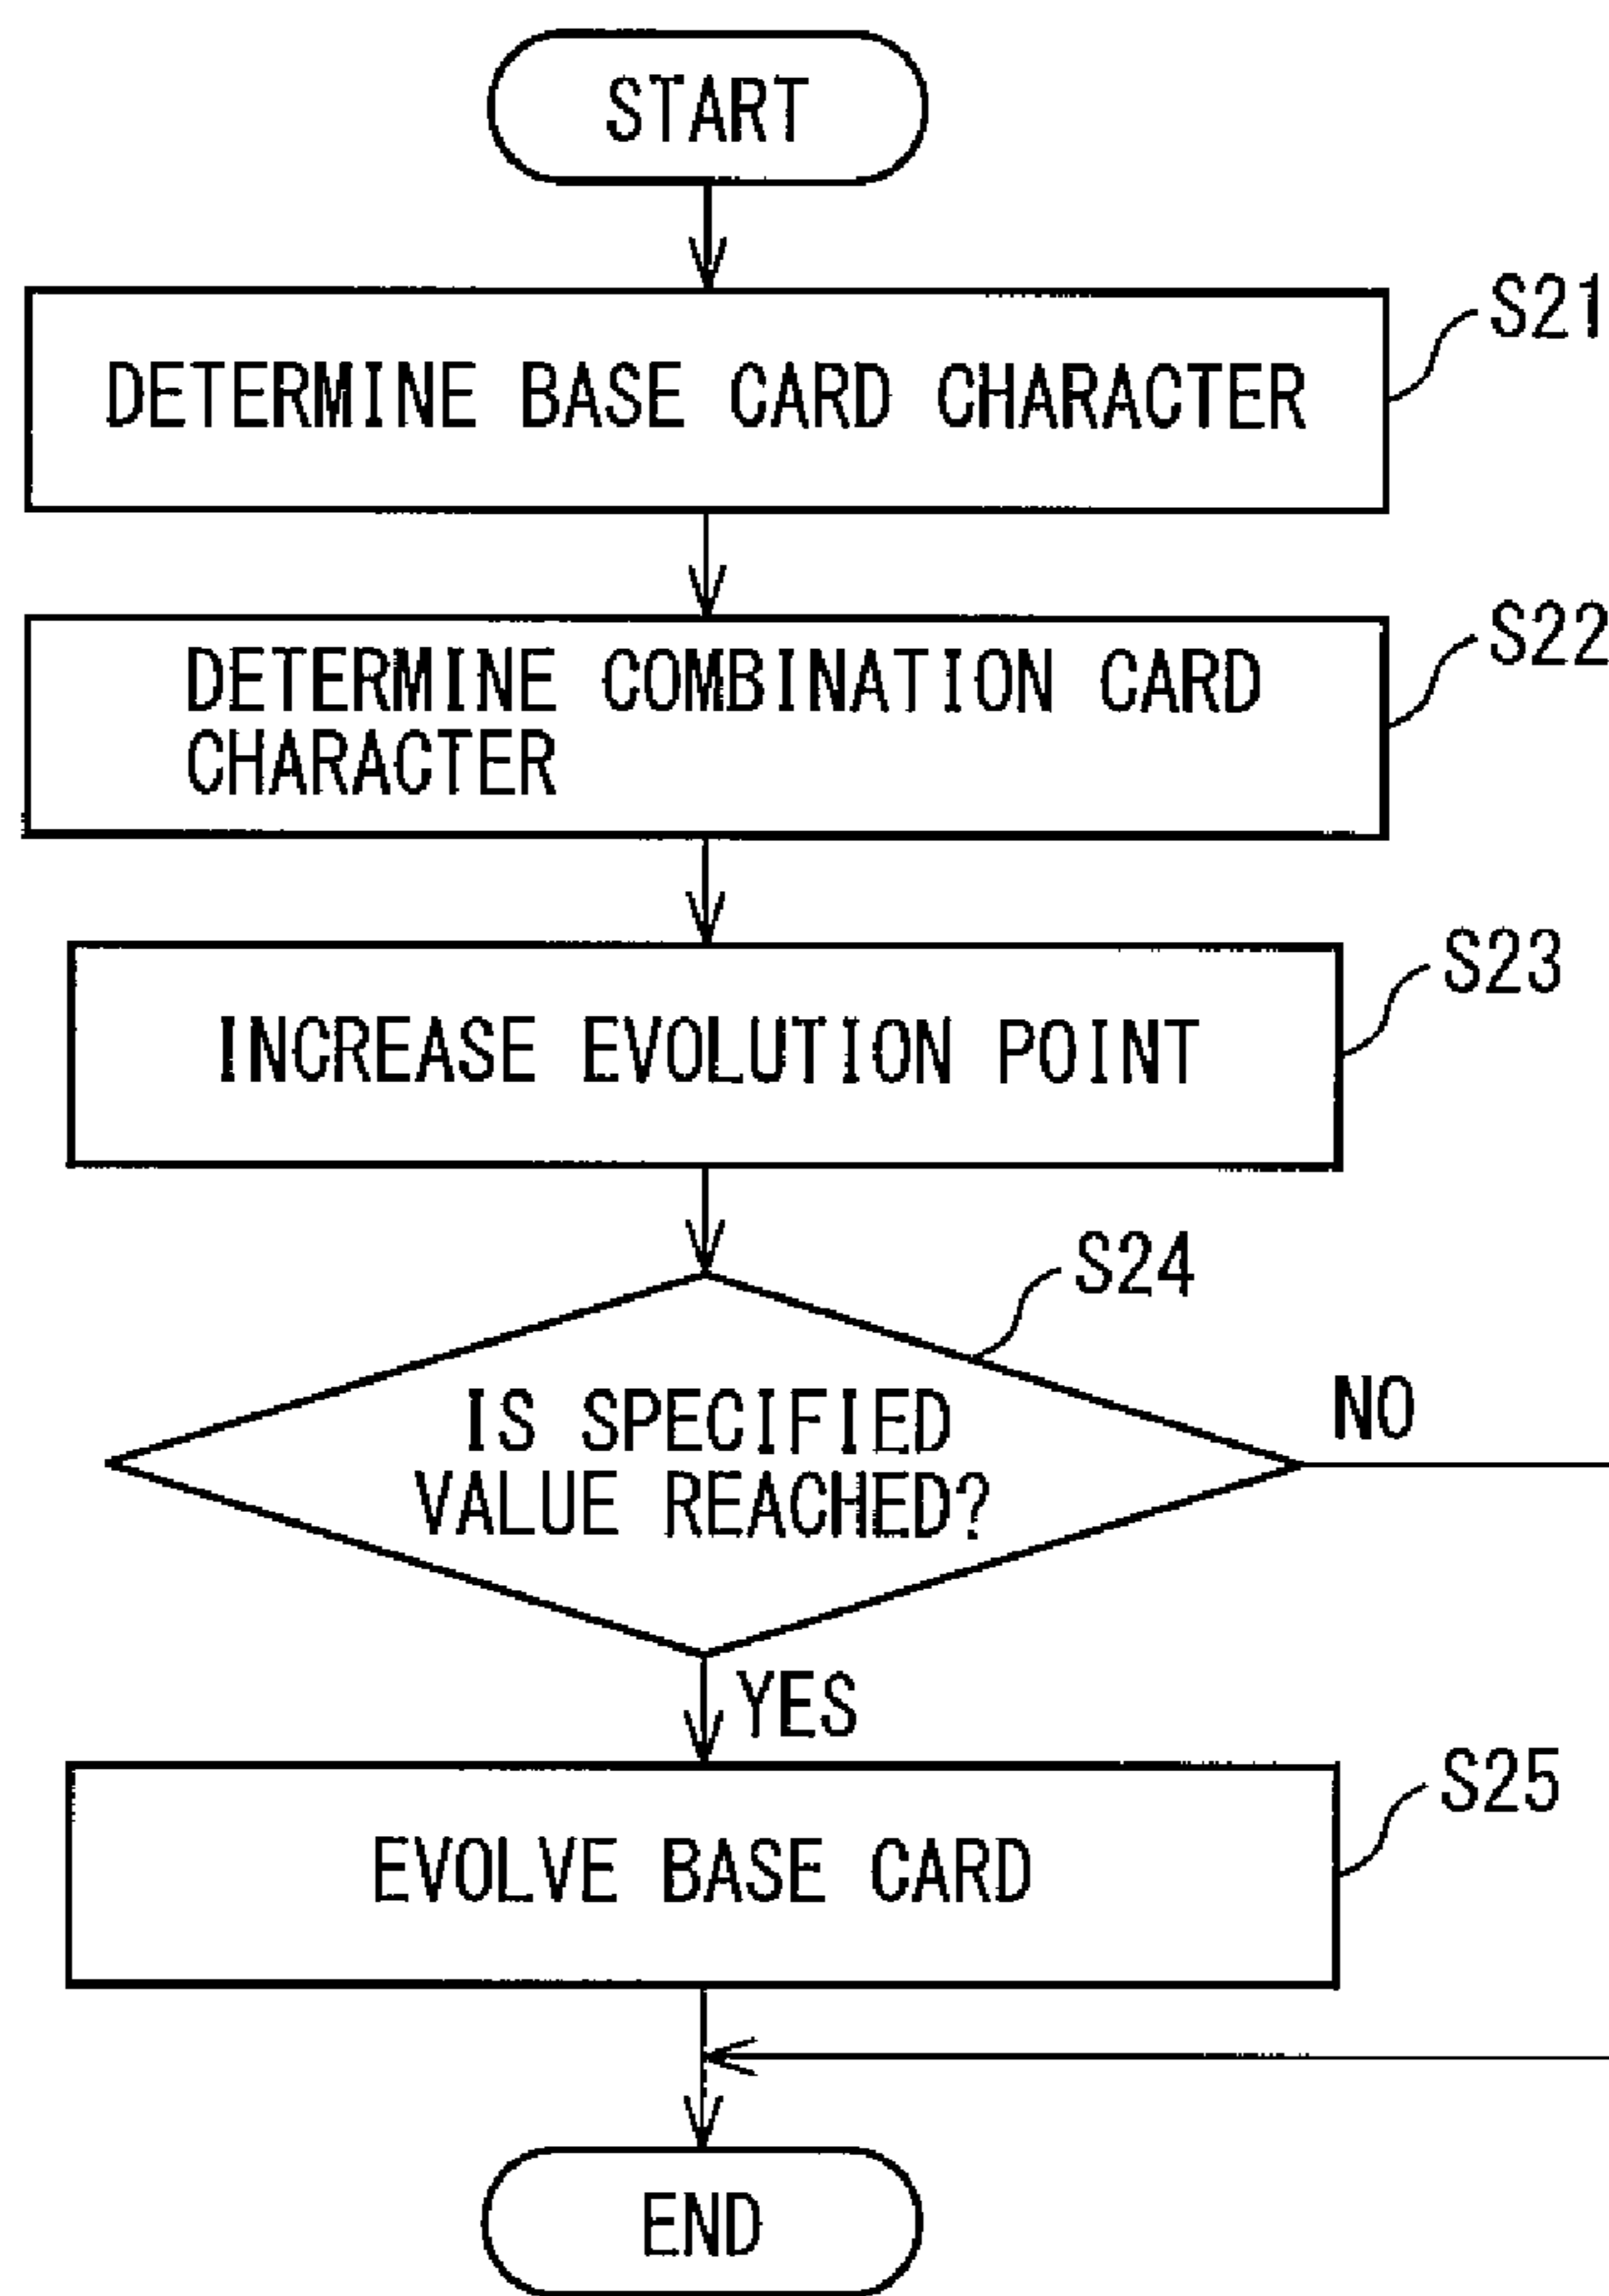 START
S21
DETERMINE BASE CARD CHARACTER
S22
DETERMINE COMBINATION CARD
CHARACTER
S23
INCREASE EVOLUTION POINT
S24
IS SPECIFIED
VALUE REACHED?
NO
YES
S25
EVOLVE BASE CARD
END